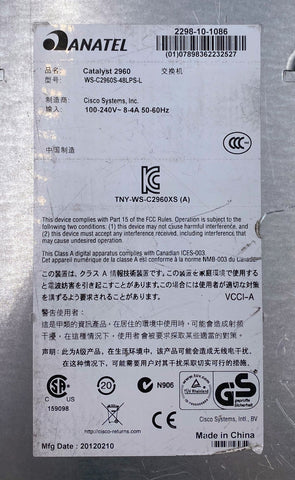 ANATEL
2298-10-1086
(01)07898362232527
品名: Catalyst 2960 交换机
型号: WS-C2960S-48LPS-L
制造商: Cisco Systems, Inc.
输入: 100-240V~ 8-4A 50-60Hz
中国制造
CCC
TNY-WS-C2960XS (A)
This device complies with Part 15 of the FCC Rules. Operation is subject to the
following two conditions: (1) this device may not cause harmful interference, and
(2) this device must accept any interference received, including interference that
may cause undesired operation.
This Class A digital apparatus complies with Canadian ICES-003.
Cet appareil numérique de la classe A est conforme à la norme NMB-003 du Canada.
この装置は、クラス A 情報技術装置です。この装置を家庭環境で使用すると
電波妨害を引き起こすことがあります。この場合には使用者が適切な対策
を講ずるよう要求されることがあります。
VCCI-A
警告使用者:
這是甲類的資訊產品, 在居住的環境中使用時, 可能會造成射頻
干擾, 在這種情況下, 使用者會被要求採取某些適當的對策。
声明: 此为A级产品, 在生活环境中, 该产品可能会造成无线电干扰。
在这种情况下, 可能需要用户对其干扰采取切实可行的措施。
159098
20
N906
TÜV Rheinland
GS
http://cisco-returns.com
Cisco Systems, Intl., BV
Mfg Date : 20120210
Made in China